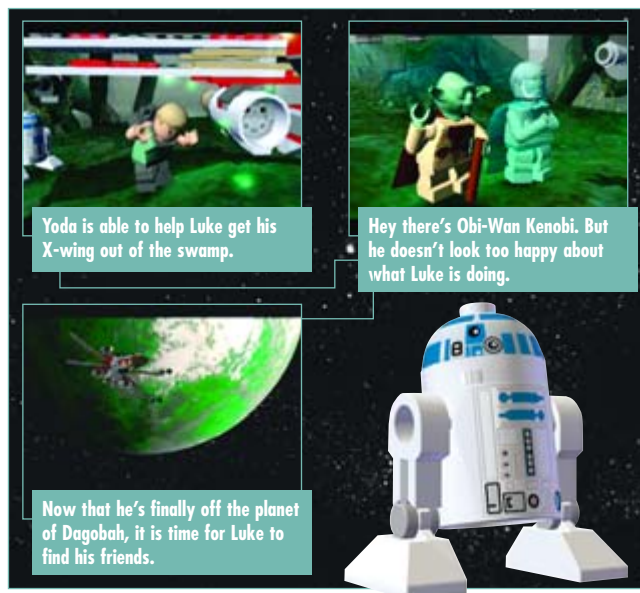 Yoda is able to help Luke get his
X-wing out of the swamp.
Hey there's Obi-Wan Kenobi. But
he doesn't look too happy about
what Luke is doing.
Now that he's finally off the planet
of Dagobah, it is time for Luke to
find his friends.